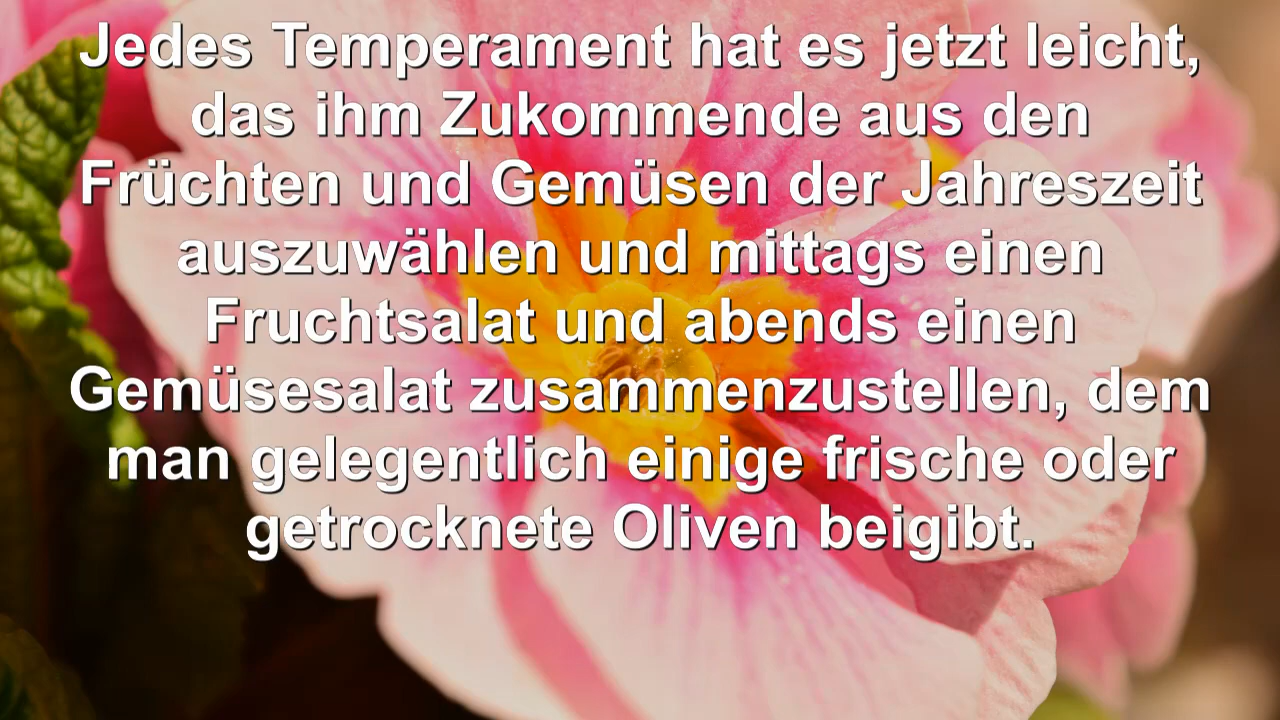 Jedes Temperament hat es jetzt leicht,
das ihm Zukommende aus den
Früchten und Gemüsen der Jahreszeit
auszuwählen und mittags einen
Fruchtsalat und abends einen
Gemüsesalat zusammenzustellen, dem
man gelegentlich einige frische oder
getrocknete Oliven beigibt.